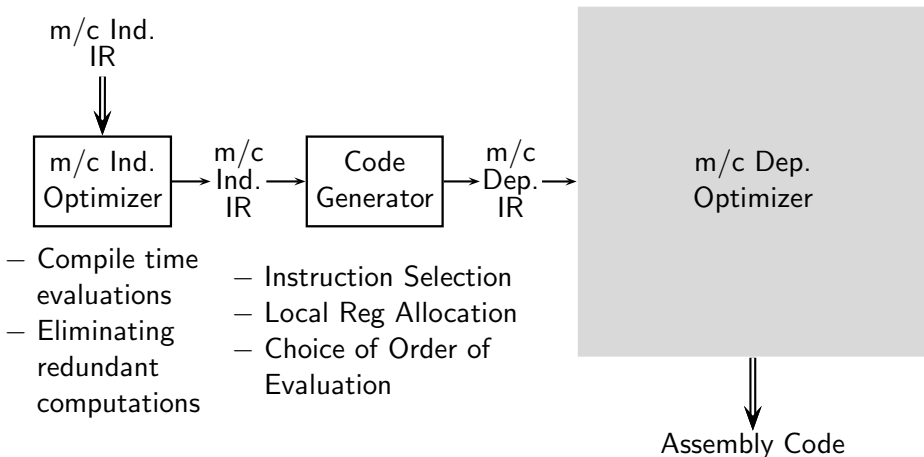 m/c Ind.
IR
m/c Ind.
Optimizer
m/c
Ind.
IR
Code
Generator
m/c
Dep.
IR
m/c Dep.
Optimizer
– Compile time
evaluations
– Eliminating
redundant
computations
– Instruction Selection
– Local Reg Allocation
– Choice of Order of
Evaluation
Assembly Code